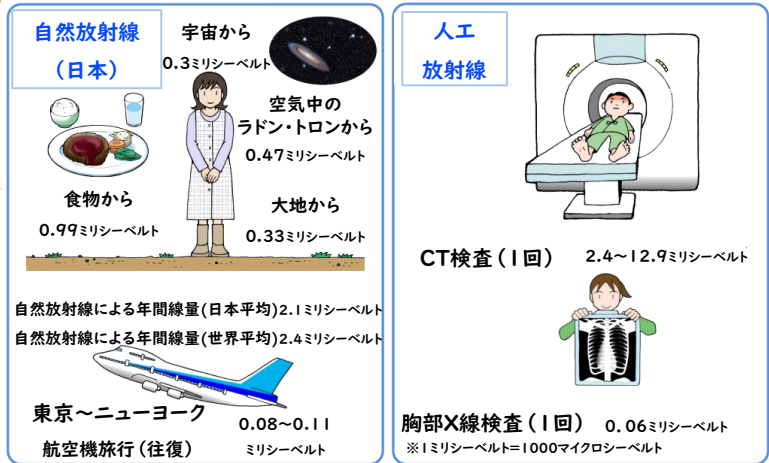 自然放射線
(日本)
宇宙から
0.3ミリシーベルト
空気中の
ラドン・トロンから
0.47ミリシーベルト
食物から
0.99ミリシーベルト
大地から
0.33ミリシーベルト
自然放射線による年間線量(日本平均)2.1ミリシーベルト
自然放射線による年間線量(世界平均)2.4ミリシーベルト
東京～ニューヨーク
航空機旅行(往復)
0.08～0.11
ミリシーベルト
人工
放射線
CT検査(1回) 2.4～12.9ミリシーベルト
胸部X線検査(1回) 0.06ミリシーベルト
※1ミリシーベルト=1000マイクロシーベルト